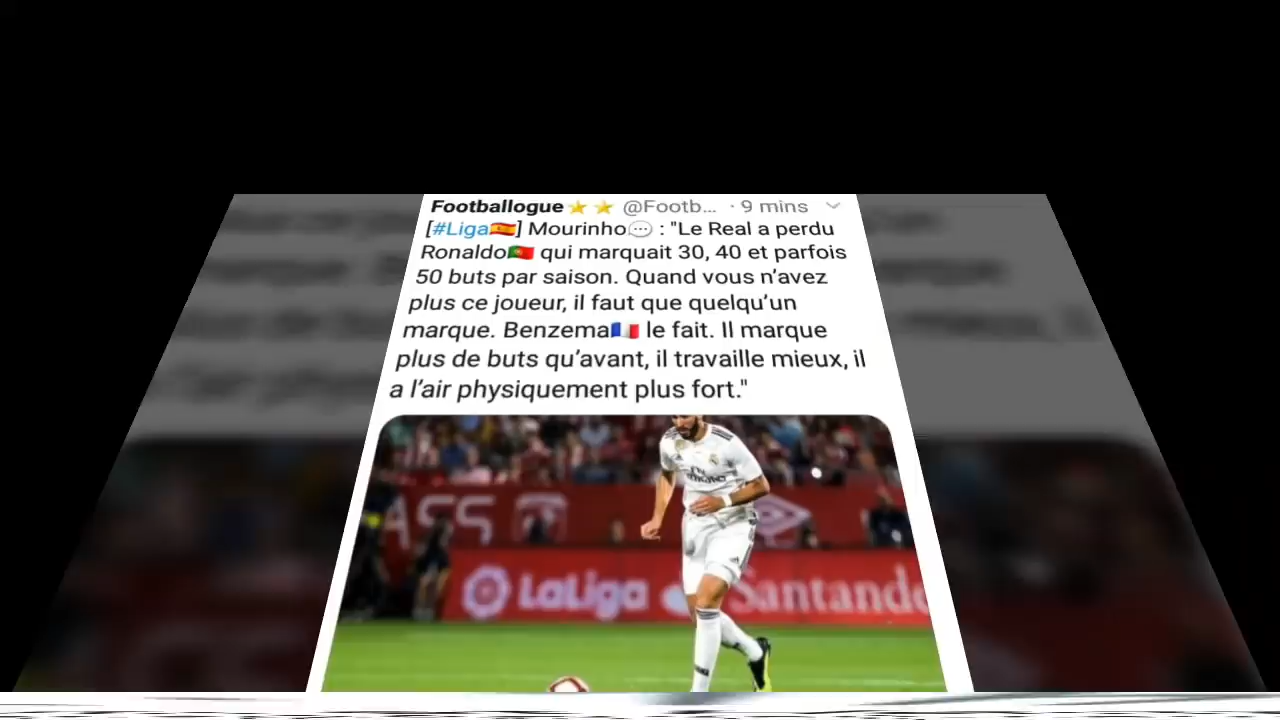 Footballogue⭐⭐ @Footb... · 9 mins
[#Liga🇪🇸] Mourinho💬 : "Le Real a perdu
Ronaldo🇵🇹 qui marquait 30, 40 et parfois
50 buts par saison. Quand vous n’avez
plus ce joueur, il faut que quelqu’un
marque. Benzema🇫🇷 le fait. Il marque
plus de buts qu’avant, il travaille mieux, il
a l’air physiquement plus fort."
LaLiga Santande